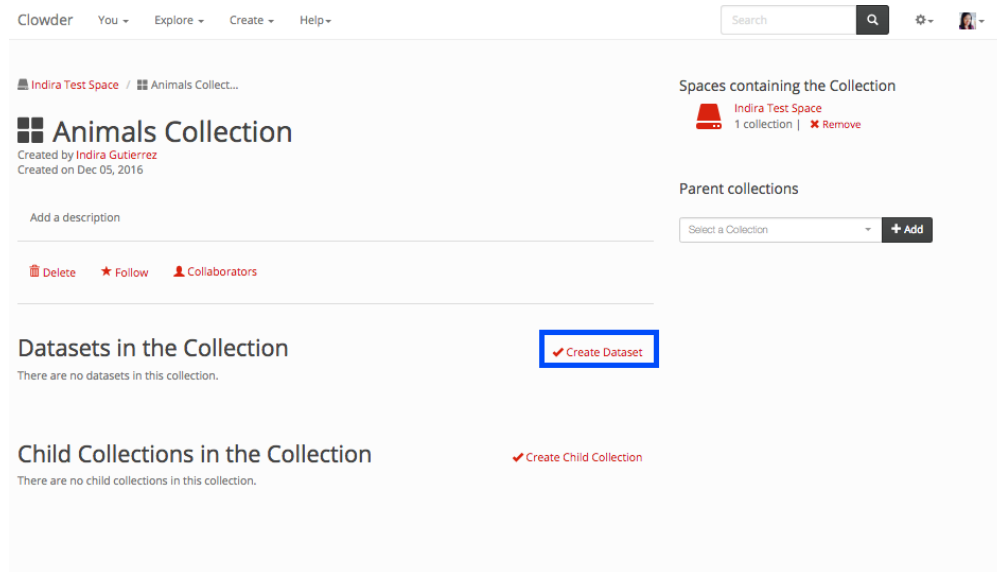 Clowder You Explore Create Help Search
Indira Test Space / Animals Collect...
Animals Collection
Created by Indira Gutierrez
Created on Dec 05, 2016
Add a description
Delete Follow Collaborators
Datasets in the Collection
Create Dataset
There are no datasets in this collection.
Child Collections in the Collection
Create Child Collection
There are no child collections in this collection.
Spaces containing the Collection
Indira Test Space
1 collection | Remove
Parent collections
Select a Collection Add